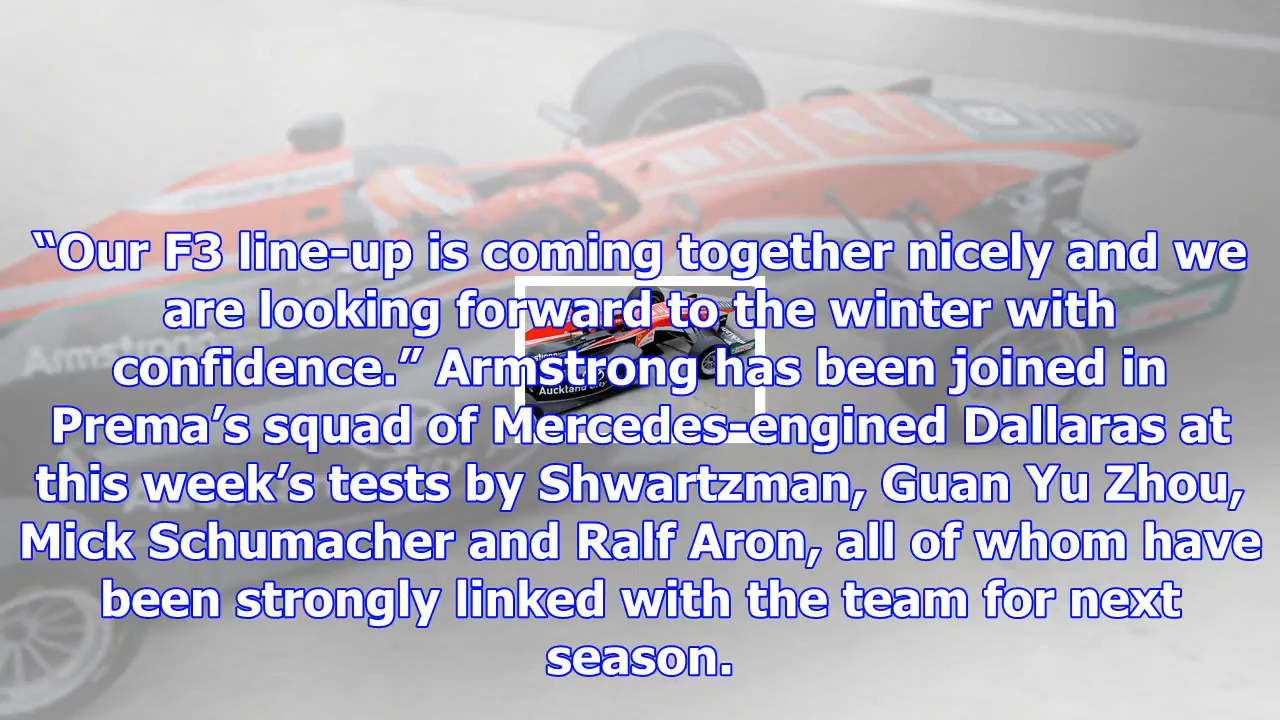 “Our F3 line-up is coming together nicely and we
are looking forward to the winter with
confidence.” Armstrong has been joined in
Prema’s squad of Mercedes-engined Dallaras at
this week’s tests by Shwartzman, Guan Yu Zhou,
Mick Schumacher and Ralf Aron, all of whom have
been strongly linked with the team for next
season.
Armstrong
Auckland